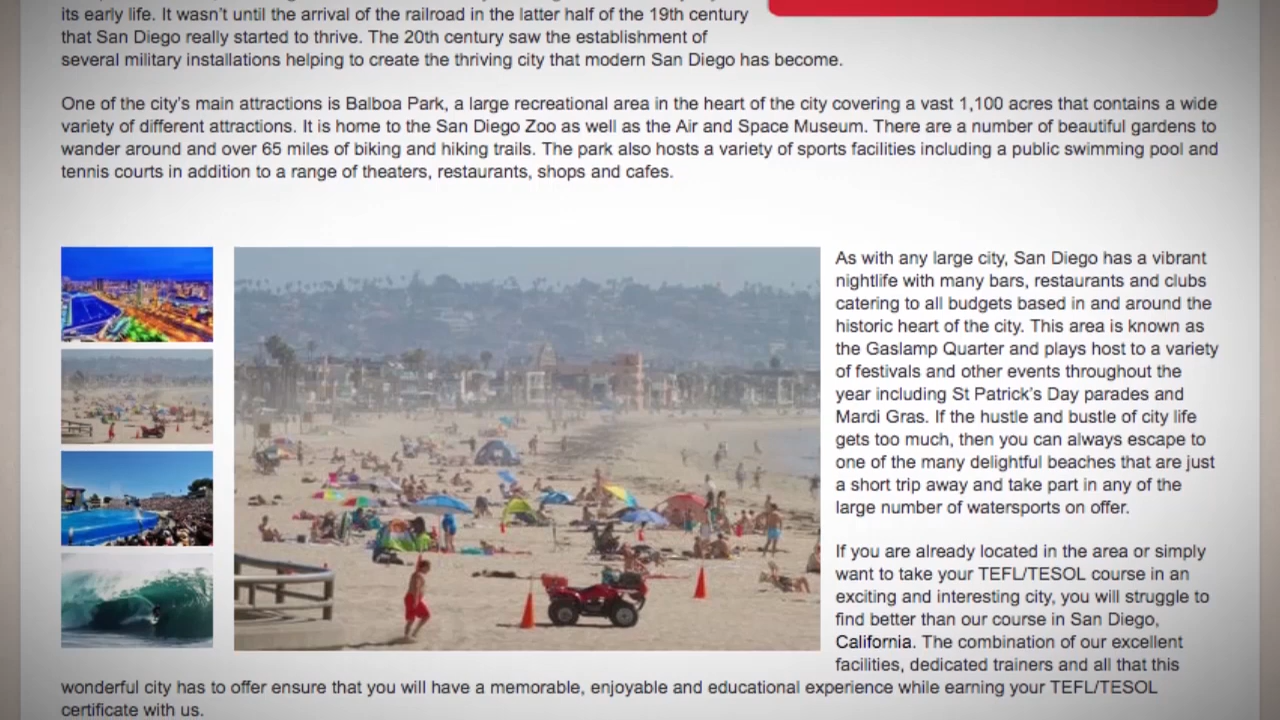 its early life. It wasn't until the arrival of the railroad in the latter half of the 19th century
that San Diego really started to thrive. The 20th century saw the establishment of
several military installations helping to create the thriving city that modern San Diego has become.
One of the city's main attractions is Balboa Park, a large recreational area in the heart of the city covering a vast 1,100 acres that contains a wide
variety of different attractions. It is home to the San Diego Zoo as well as the Air and Space Museum. There are a number of beautiful gardens to
wander around and over 65 miles of biking and hiking trails. The park also hosts a variety of sports facilities including a public swimming pool and
tennis courts in addition to a range of theaters, restaurants, shops and cafes.
As with any large city, San Diego has a vibrant
nightlife with many bars, restaurants and clubs
catering to all budgets based in and around the
historic heart of the city. This area is known as
the Gaslamp Quarter and plays host to a variety
of festivals and other events throughout the
year including St Patrick's Day parades and
Mardi Gras. If the hustle and bustle of city life
gets too much, then you can always escape to
one of the many delightful beaches that are just
a short trip away and take part in any of the
large number of watersports on offer.
If you are already located in the area or simply
want to take your TEFL/TESOL course in an
exciting and interesting city, you will struggle to
find better than our course in San Diego,
California. The combination of our excellent
facilities, dedicated trainers and all that this
wonderful city has to offer ensure that you will have a memorable, enjoyable and educational experience while earning your TEFL/TESOL
certificate with us.